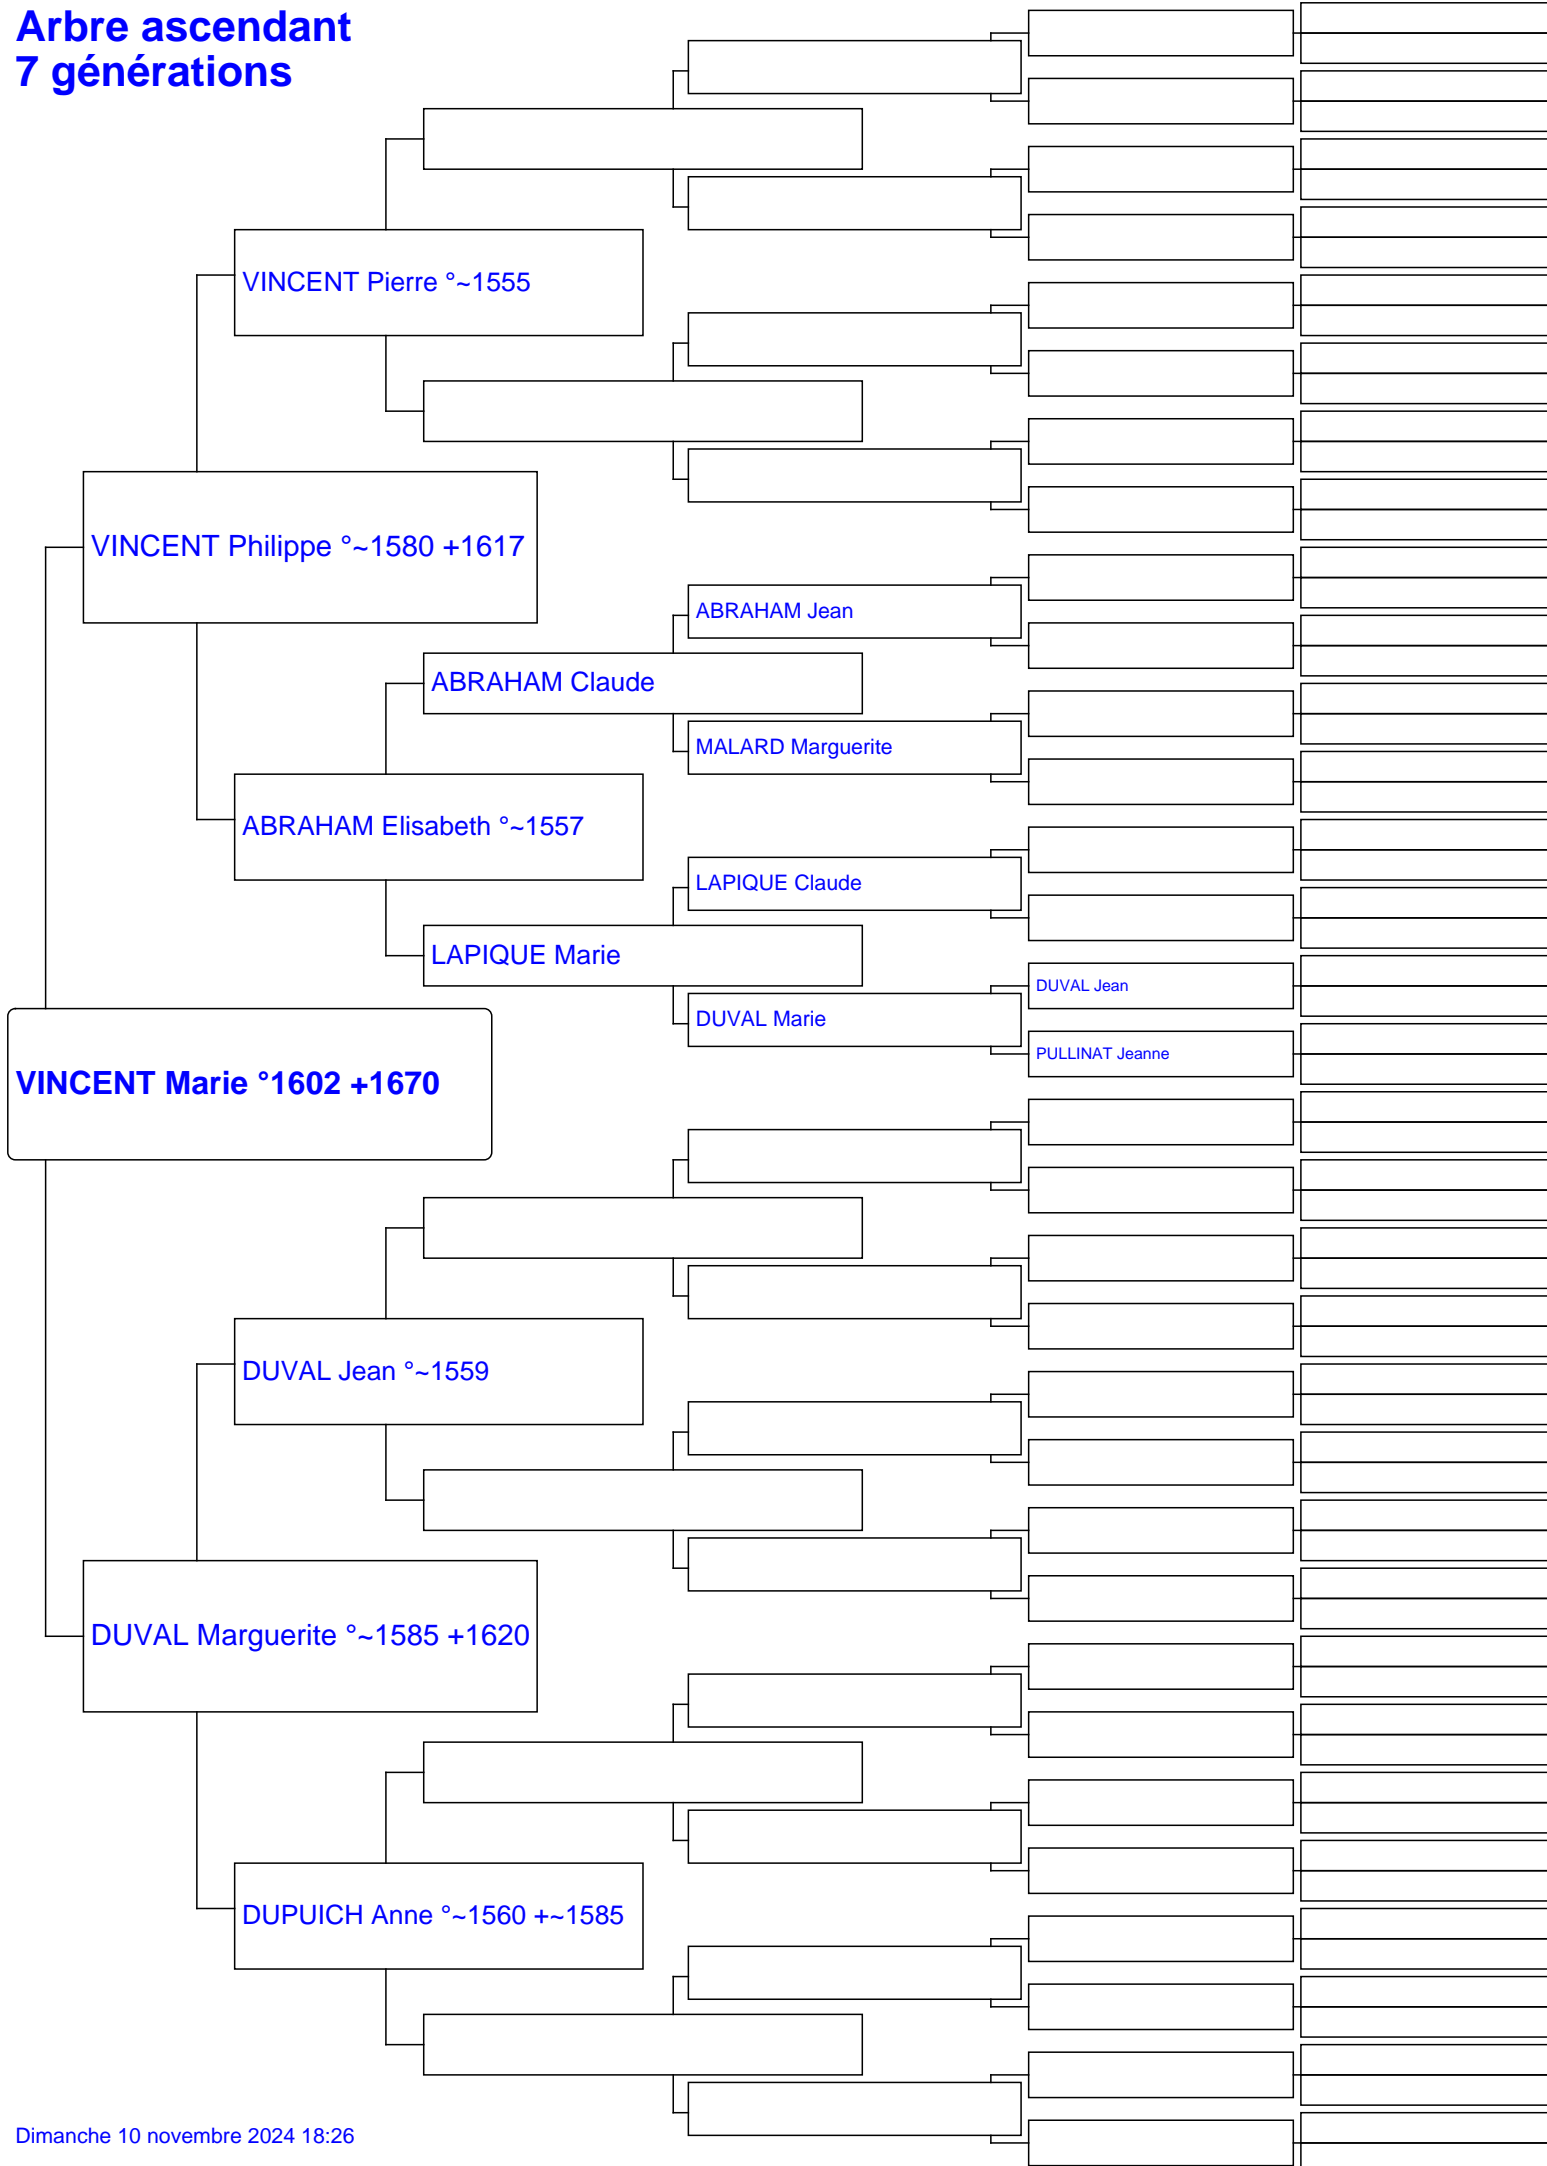 Arbre ascendant
7 générations
VINCENT Pierre °~1555
VINCENT Philippe °~1580 +1617
ABRAHAM Jean
ABRAHAM Claude
MALARD Marguerite
ABRAHAM Elisabeth °~1557
LAPIQUE Claude
LAPIQUE Marie
DUVAL Jean
DUVAL Marie
PULLINAT Jeanne
VINCENT Marie °1602 +1670
DUVAL Jean °~1559
DUVAL Marguerite °~1585 +1620
DUPUICH Anne °~1560 +~1585
Dimanche 10 novembre 2024 18:26